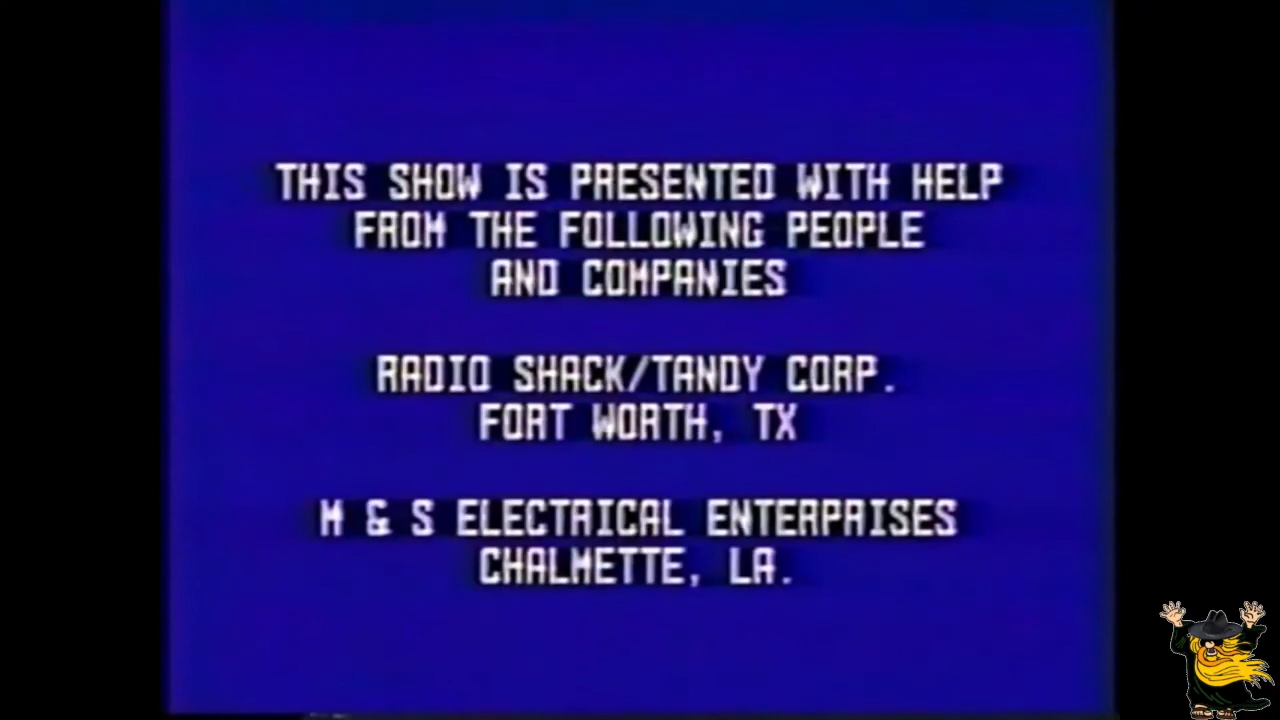 THIS SHOW IS PRESENTED WITH HELP
FROM THE FOLLOWING PEOPLE
AND COMPANIES
RADIO SHACK/TANDY CORP.
FORT WORTH, TX
M & S ELECTRICAL ENTERPRISES
CHALMETTE, LA.